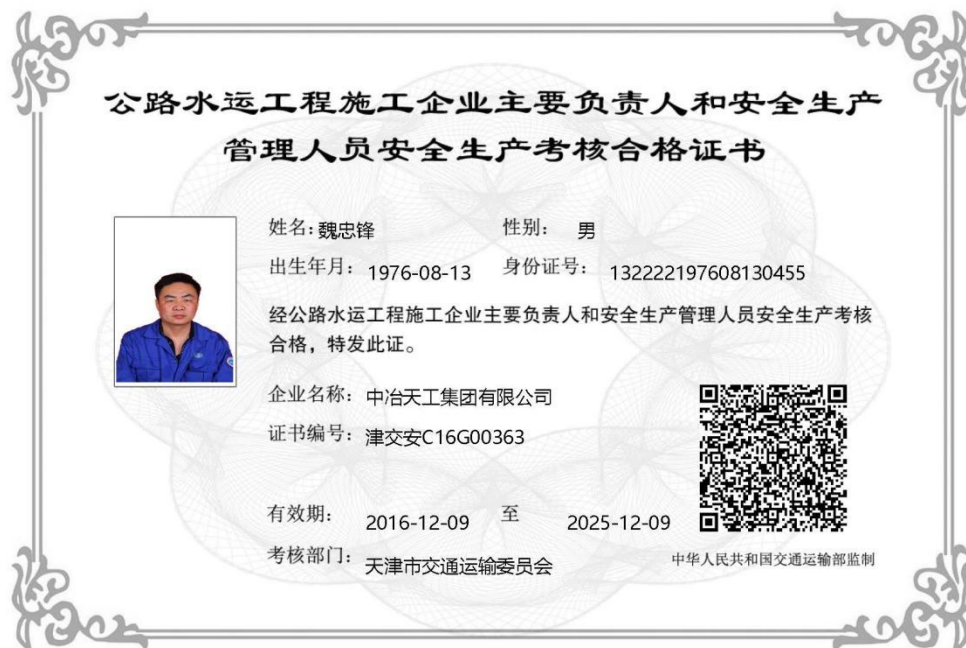 公路水运工程施工企业主要负责人和安全生产
管理人员安全生产考核合格证书
姓名：魏忠锋 性别： 男
出生年月： 1976-08-13 身份证号： 132222197608130455
经公路水运工程施工企业主要负责人和安全生产管理人员安全生产考核
合格，特发此证。
企业名称： 中冶天工集团有限公司
证书编号： 津交安C16G00363
有效期： 2016-12-09 至 2025-12-09
考核部门： 天津市交通运输委员会
中华人民共和国交通运输部监制